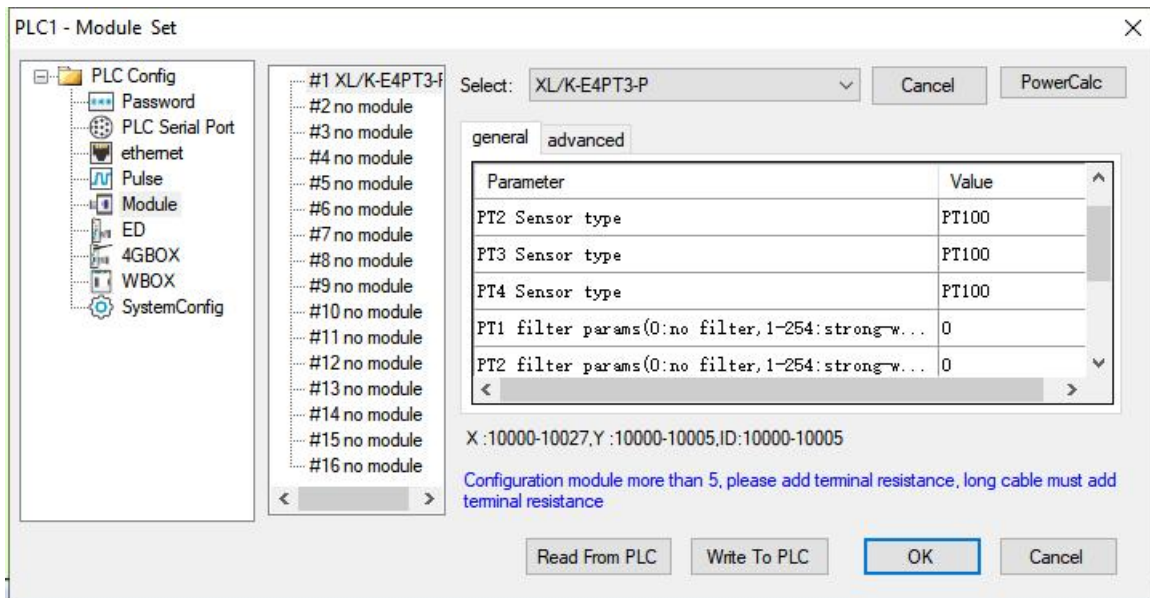 PLC1 - Module Set
PLC Config
Password
PLC Serial Port
ethernet
Pulse
Module
ED
4GBOX
WBOX
SystemConfig
#1 XL/K-E4PT3-F
#2 no module
#3 no module
#4 no module
#5 no module
#6 no module
#7 no module
#8 no module
#9 no module
#10 no module
#11 no module
#12 no module
#13 no module
#14 no module
#15 no module
#16 no module
Select: XL/K-E4PT3-P Cancel PowerCalc
general advanced
Parameter Value
PT2 Sensor type PT100
PT3 Sensor type PT100
PT4 Sensor type PT100
PT1 filter params(0:no filter,1-254:strong-w... 0
PT2 filter params(0:no filter,1-254:strong-w... 0
X :10000-10027,Y :10000-10005,ID:10000-10005
Configuration module more than 5, please add terminal resistance, long cable must add
terminal resistance
Read From PLC Write To PLC OK Cancel